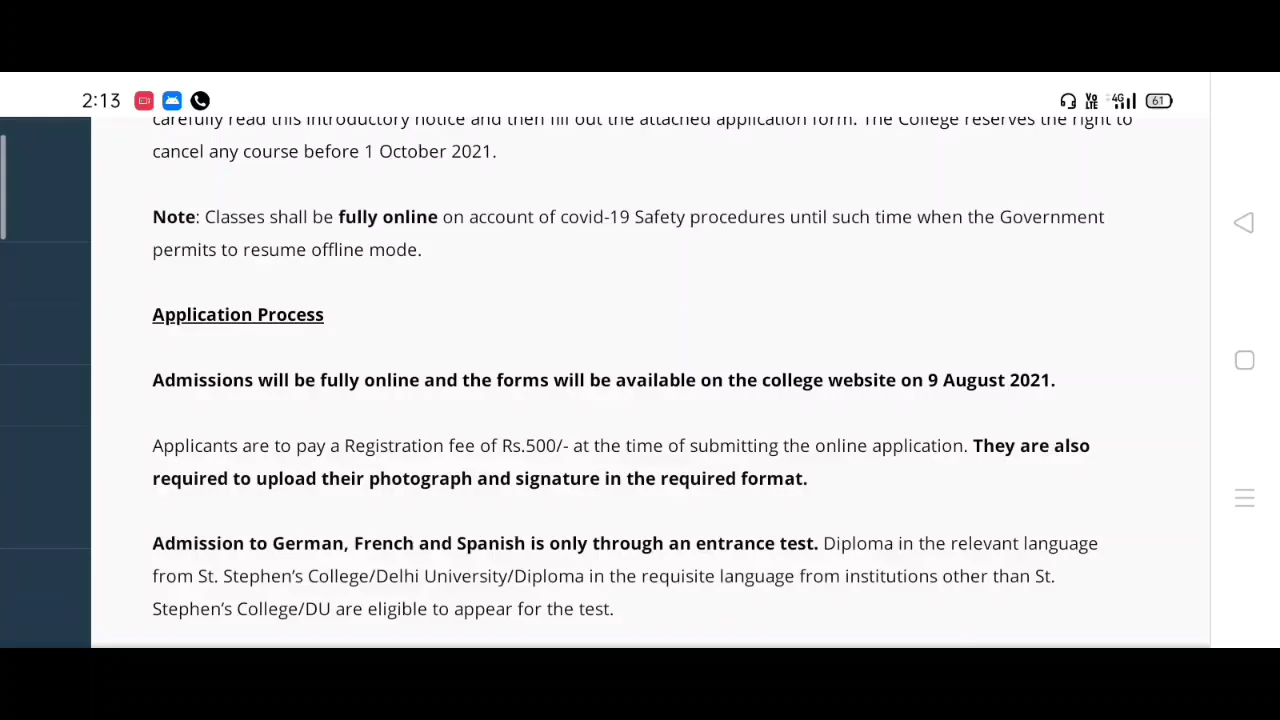 2:13
VoLTE 4G 61
carefully read this introductory notice and then fill out the attached application form. The College reserves the right to
cancel any course before 1 October 2021.
Note: Classes shall be fully online on account of covid-19 Safety procedures until such time when the Government
permits to resume offline mode.
Application Process
Admissions will be fully online and the forms will be available on the college website on 9 August 2021.
Applicants are to pay a Registration fee of Rs.500/- at the time of submitting the online application. They are also
required to upload their photograph and signature in the required format.
Admission to German, French and Spanish is only through an entrance test. Diploma in the relevant language
from St. Stephen’s College/Delhi University/Diploma in the requisite language from institutions other than St.
Stephen’s College/DU are eligible to appear for the test.